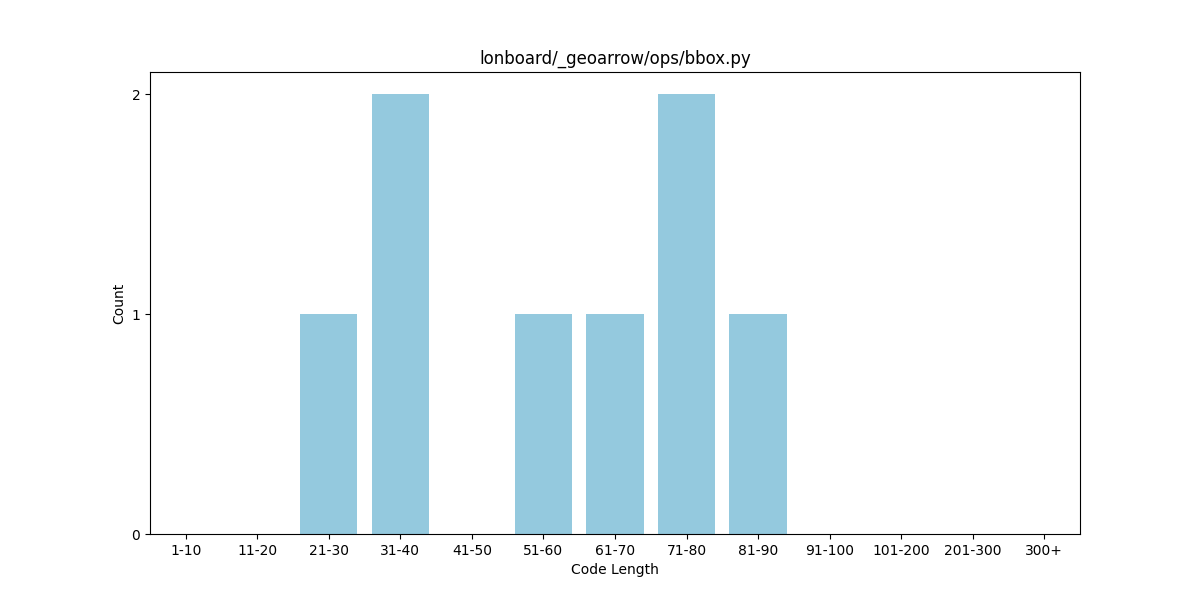 lonboard/_geoarrow/ops/bbox.py
2
1
0
Count
1-10 11-20 21-30 31-40 41-50 51-60 61-70 71-80 81-90 91-100 101-200 201-300 300+
Code Length